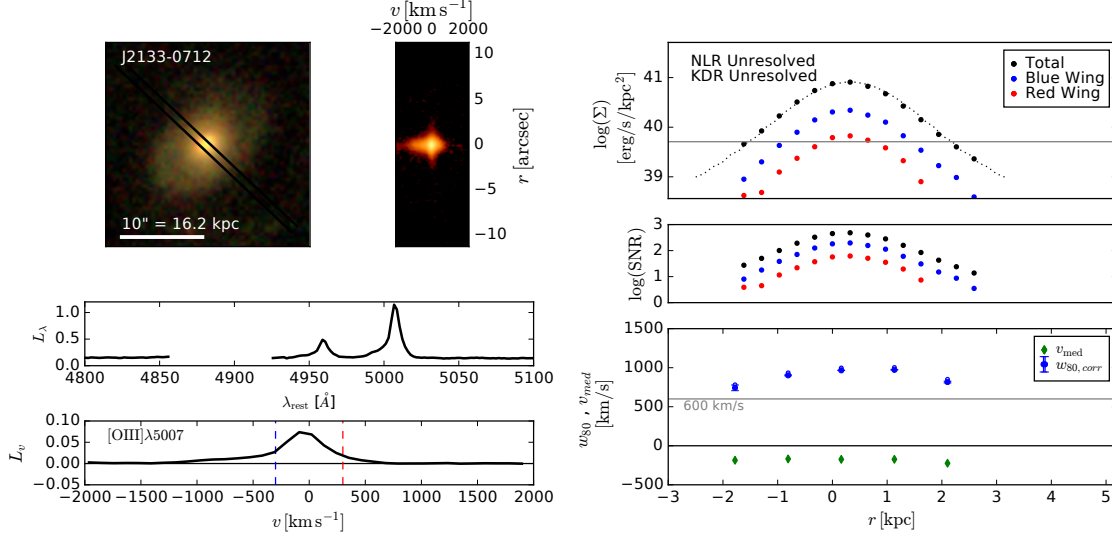 J2133-0712
10" = 16.2 kpc
v [km s⁻¹]
−2000 0 2000
10
5
0
−5
−10
r [arcsec]
L_λ
1.0
0.5
0.0
4800 4850 4900 4950 5000 5050 5100
λ_rest [Å]
[OIII]λ5007
L_v
0.10
0.05
0.00
−0.05
−2000 −1500 −1000 −500 0 500 1000 1500 2000
v [km s⁻¹]
NLR Unresolved
KDR Unresolved
Total
Blue Wing
Red Wing
log(Σ)
[erg/s/kpc²]
41
40
39
log(SNR)
3
2
1
0
v_med
w_80,corr
600 km/s
w_80 , v_med
[km/s]
1500
1000
500
0
−500
−3 −2 −1 0 1 2 3 4 5
r [kpc]